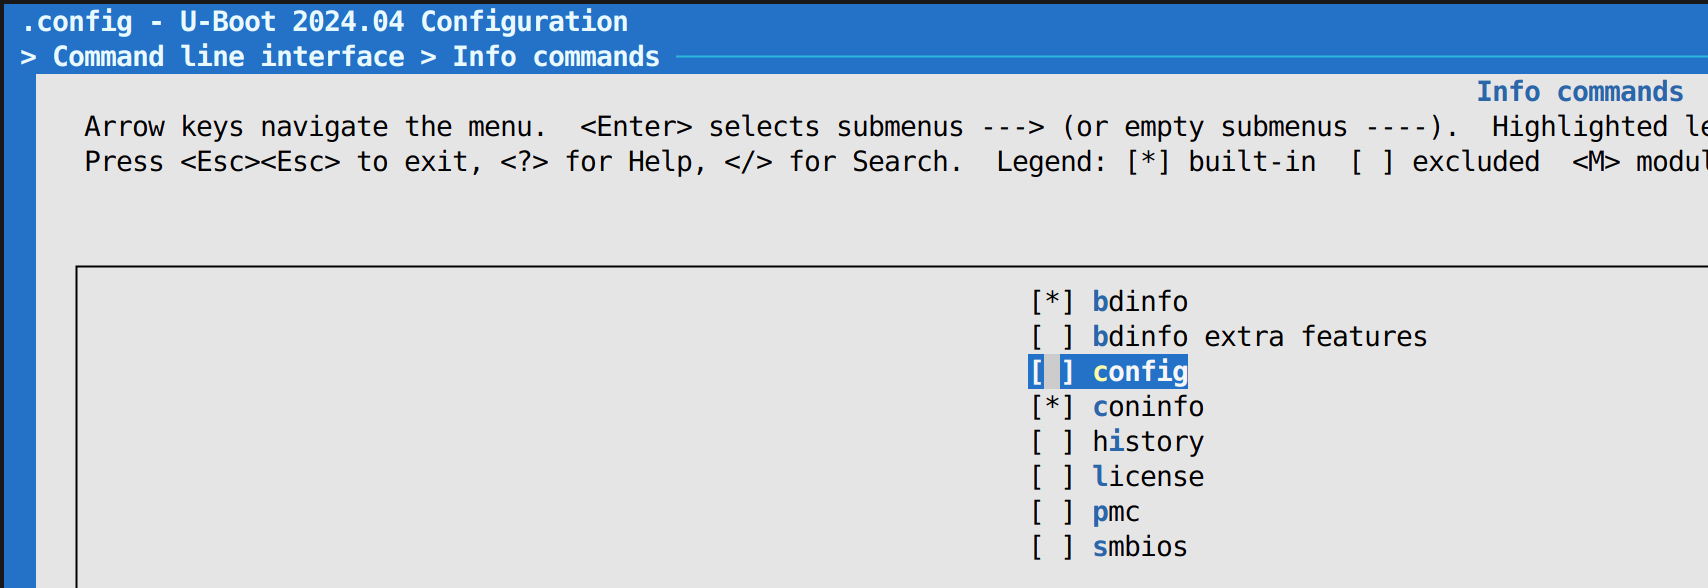 .config - U-Boot 2024.04 Configuration
> Command line interface > Info commands
Info commands
Arrow keys navigate the menu.  <Enter> selects submenus ---> (or empty submenus ----).  Highlighted le
Press <Esc><Esc> to exit, <?> for Help, </> for Search.  Legend: [*] built-in  [ ] excluded  <M> modul
[*] bdinfo
[ ] bdinfo extra features
[ ] config
[*] coninfo
[ ] history
[ ] license
[ ] pmc
[ ] smbios